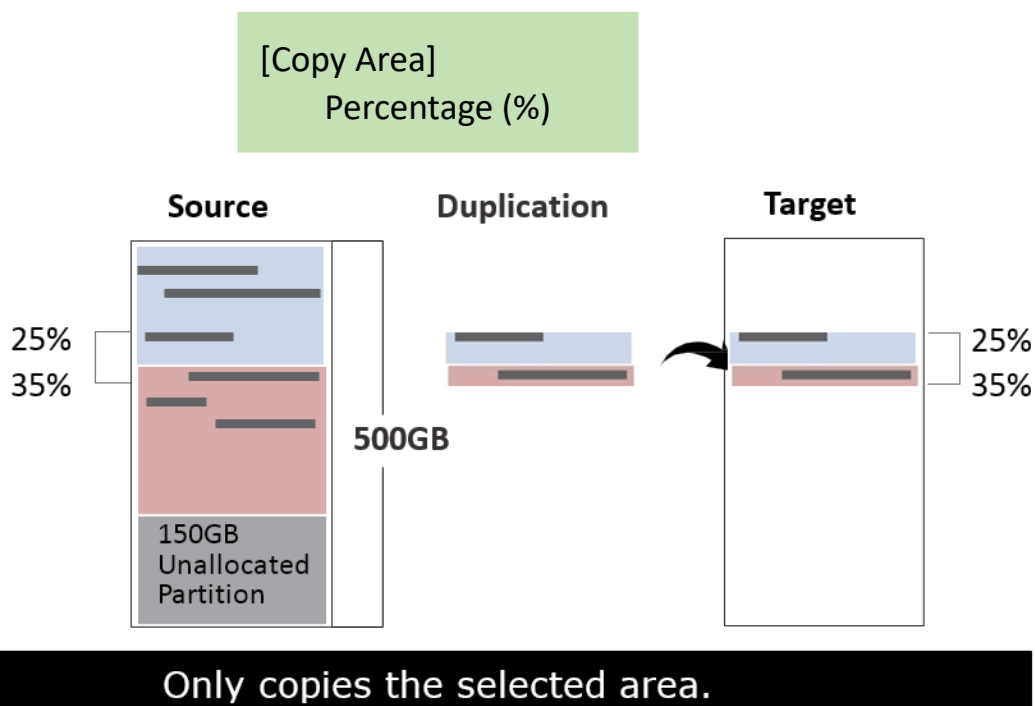 [Copy Area]
Percentage (%)
Source
Duplication
Target
25%
35%
500GB
150GB
Unallocated
Partition
25%
35%
Only copies the selected area.